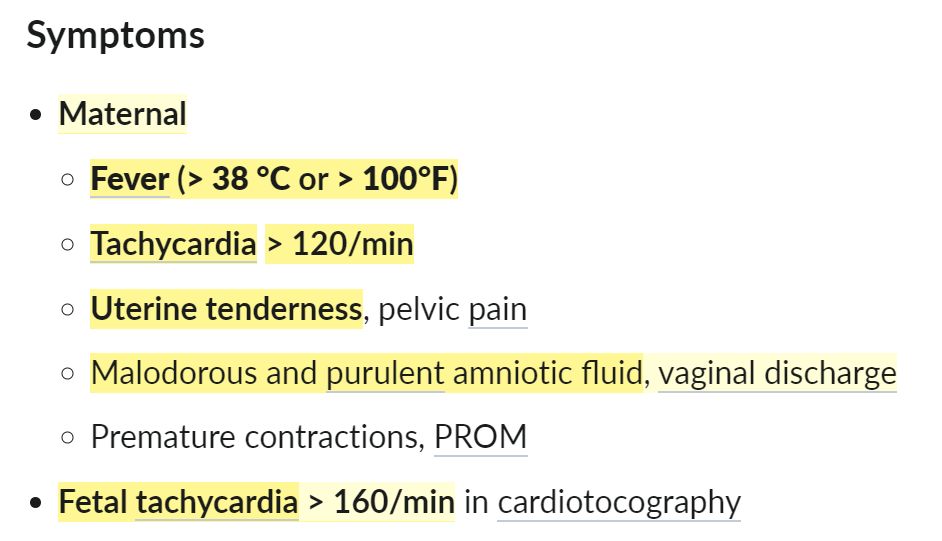 Symptoms
• Maternal
○ Fever (> 38 °C or > 100°F)
○ Tachycardia > 120/min
○ Uterine tenderness, pelvic pain
○ Malodorous and purulent amniotic fluid, vaginal discharge
○ Premature contractions, PROM
• Fetal tachycardia > 160/min in cardiotocography